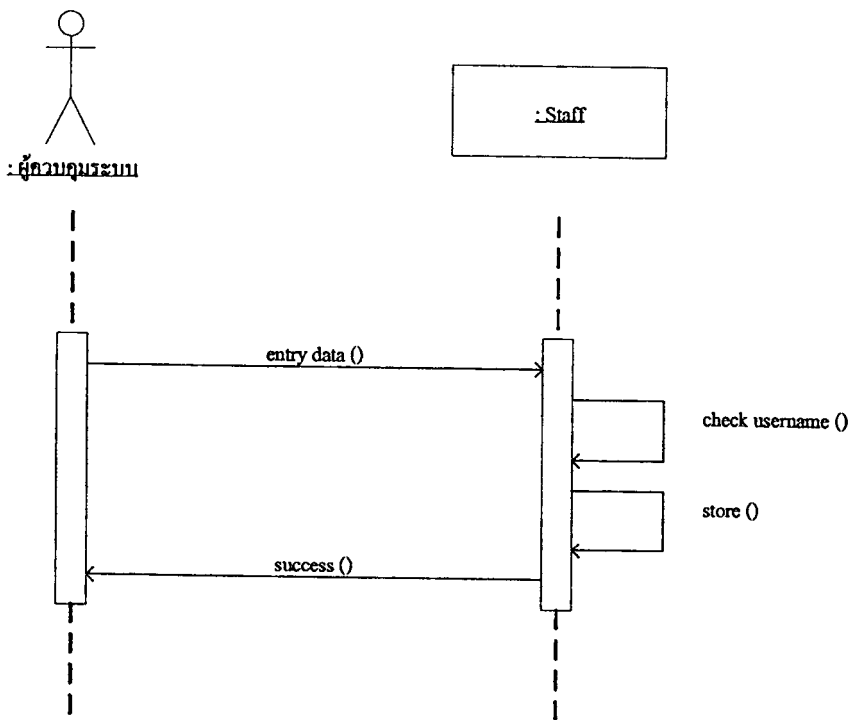 : Staff
: ผู้ควบคุมระบบ
entry data ()
check username ()
store ()
success ()